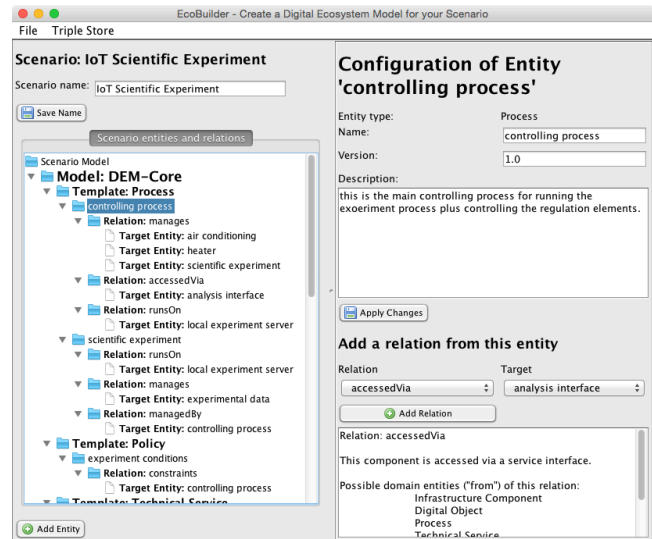 EcoBuilder - Create a Digital Ecosystem Model for your Scenario
File Triple Store
Scenario: IoT Scientific Experiment
Scenario name: IoT Scientific Experiment
Save Name
Scenario entities and relations
Scenario Model
Model: DEM-Core
Template: Process
controlling process
Relation: manages
Target Entity: air conditioning
Target Entity: heater
Target Entity: scientific experiment
Relation: accessedVia
Target Entity: analysis interface
Relation: runsOn
Target Entity: local experiment server
scientific experiment
Relation: runsOn
Target Entity: local experiment server
Relation: manages
Target Entity: experimental data
Relation: managedBy
Target Entity: controlling process
Template: Policy
experiment conditions
Relation: constraints
Target Entity: controlling process
Template: Technical Service
Add Entity
Configuration of Entity
'controlling process'
Entity type: Process
Name: controlling process
Version: 1.0
Description:
this is the main controlling process for running the
exoeriment process plus controlling the regulation elements.
Apply Changes
Add a relation from this entity
Relation Target
accessedVia analysis interface
Add Relation
Relation: accessedVia
This component is accessed via a service interface.
Possible domain entities ("from") of this relation:
Infrastructure Component
Digital Object
Process
Technical Service